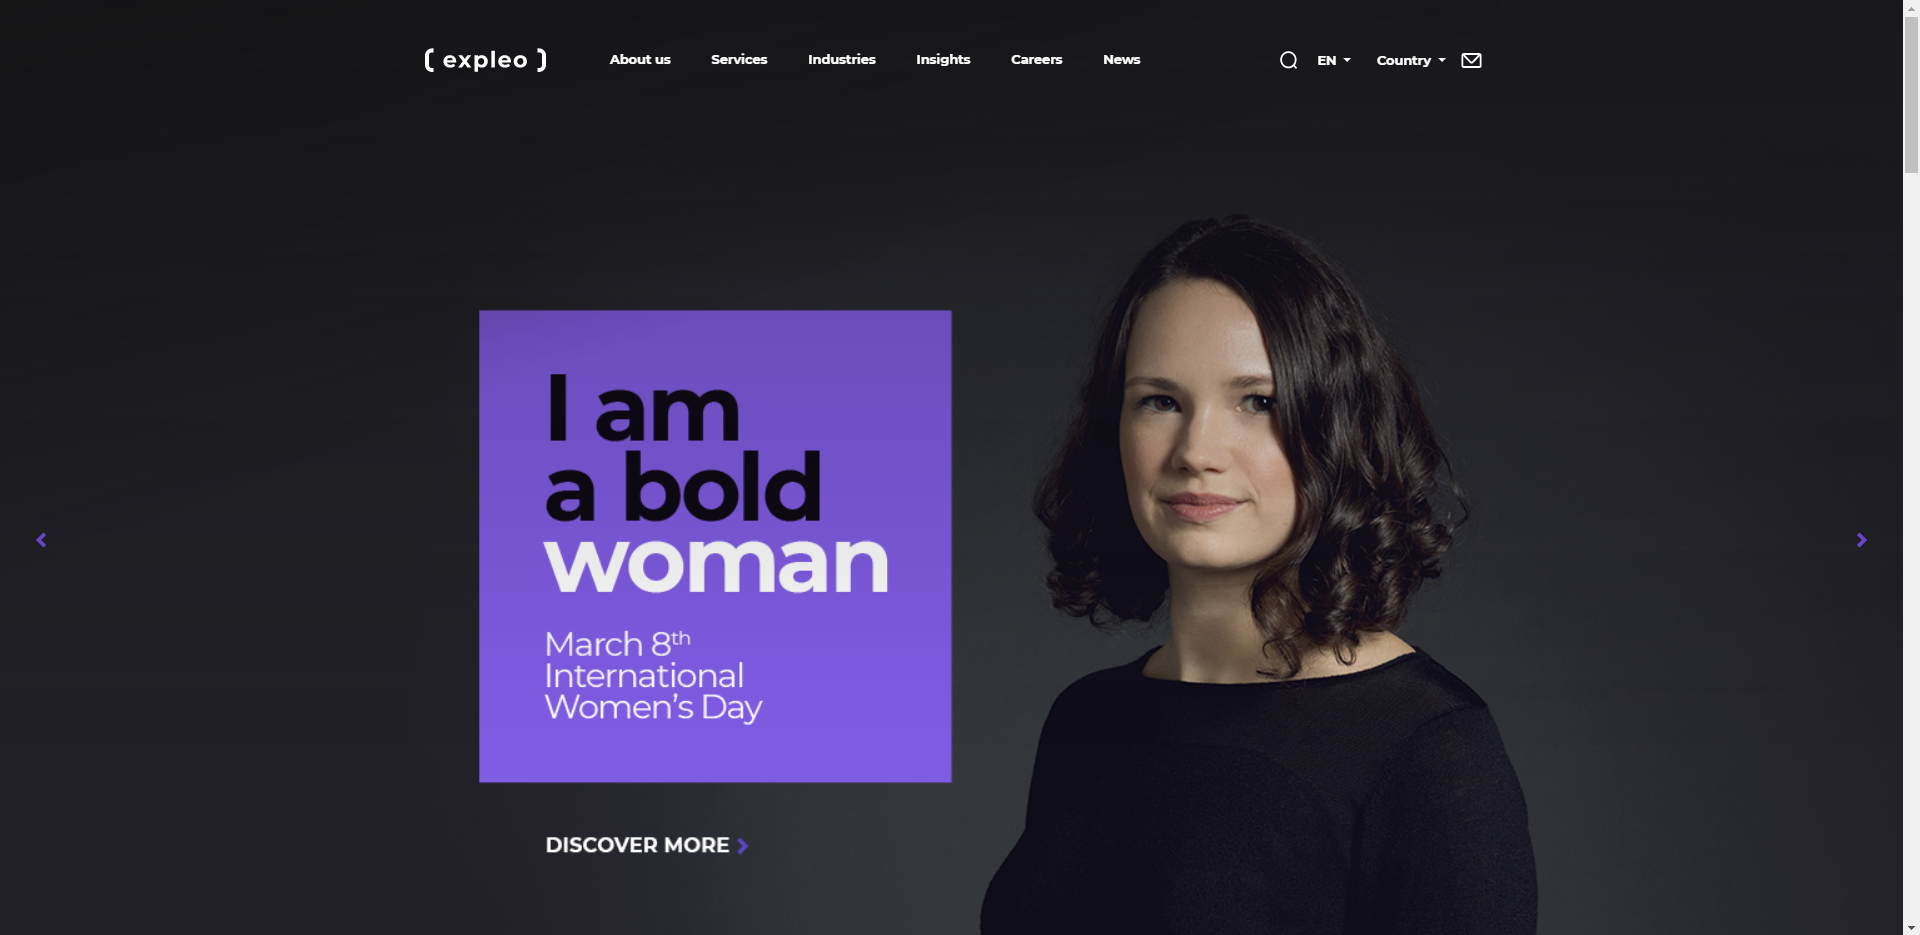 expleo
About us
Services
Industries
Insights
Careers
News
EN
Country
I am
a bold
woman
March 8th
International
Women's Day
DISCOVER MORE